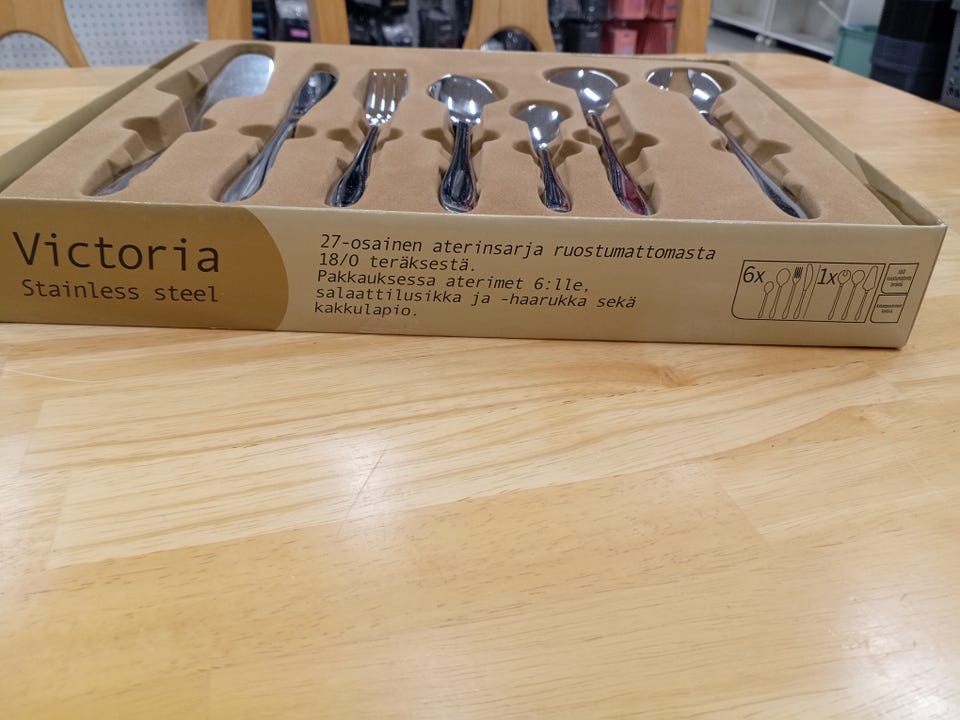 Victoria
Stainless steel
27-osainen aterinsarja ruostumattomasta
18/0 teräksestä.
Pakkauksessa aterimet 6:lle,
salaattilusikka ja -haarukka sekä
kakkulapio.
6x
1x